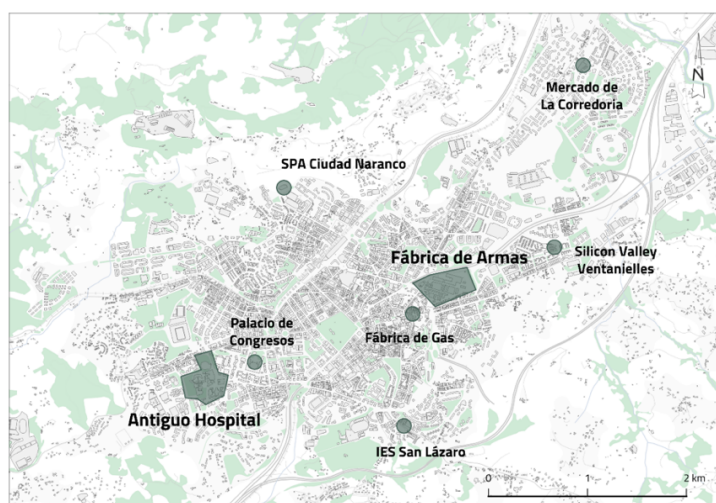 Mercado de
La Corredoria
N
SPA Ciudad Naranco
Fábrica de Armas
Silicon Valley
Ventanielles
Palacio de
Congresos
Fábrica de Gas
Antiguo Hospital
IES San Lázaro
0 1 2 km